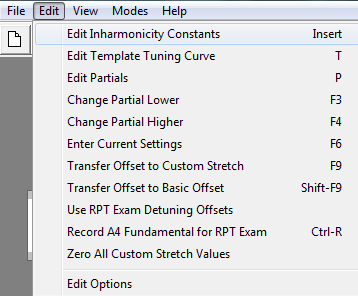 File Edit View Modes Help
Edit Inharmonicity Constants Insert
Edit Template Tuning Curve T
Edit Partials P
Change Partial Lower F3
Change Partial Higher F4
Enter Current Settings F6
Transfer Offset to Custom Stretch F9
Transfer Offset to Basic Offset Shift-F9
Use RPT Exam Detuning Offsets
Record A4 Fundamental for RPT Exam Ctrl-R
Zero All Custom Stretch Values
Edit Options